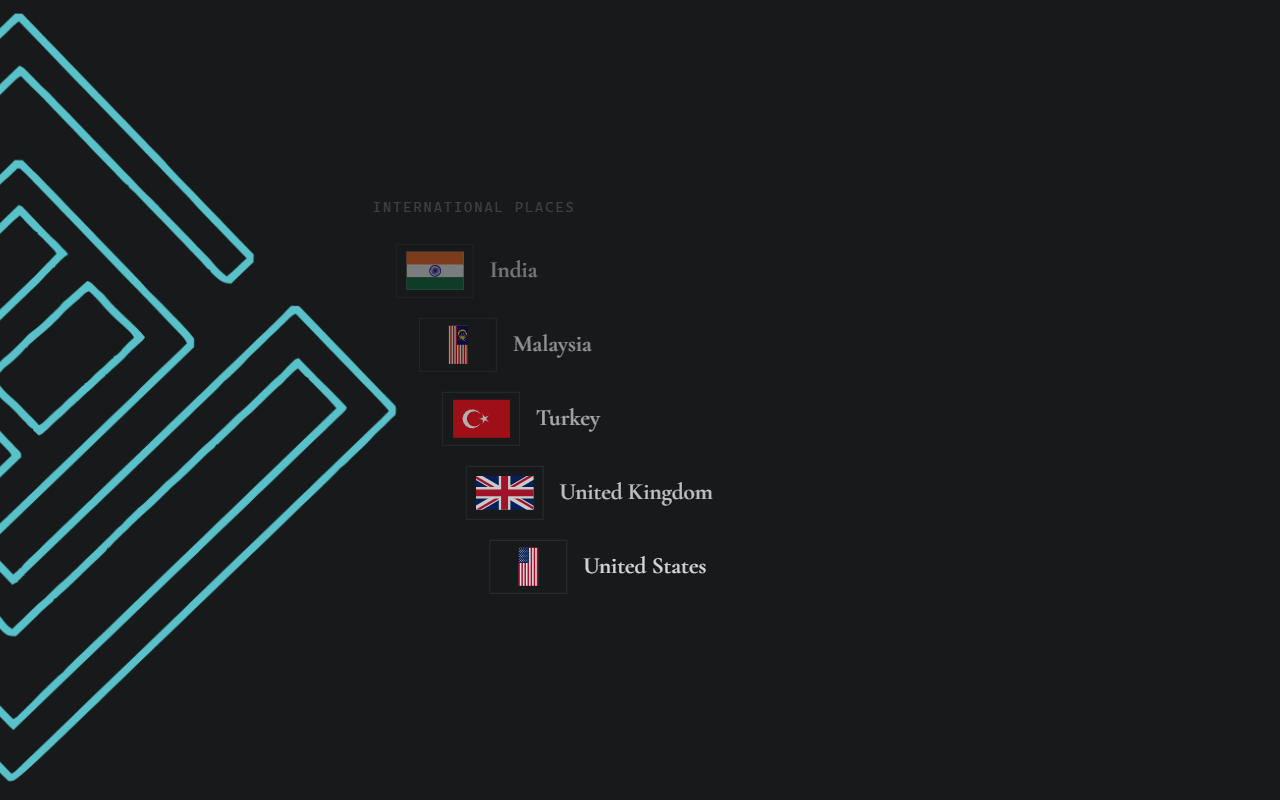 INTERNATIONAL PLACES
India
Malaysia
Turkey
United Kingdom
United States